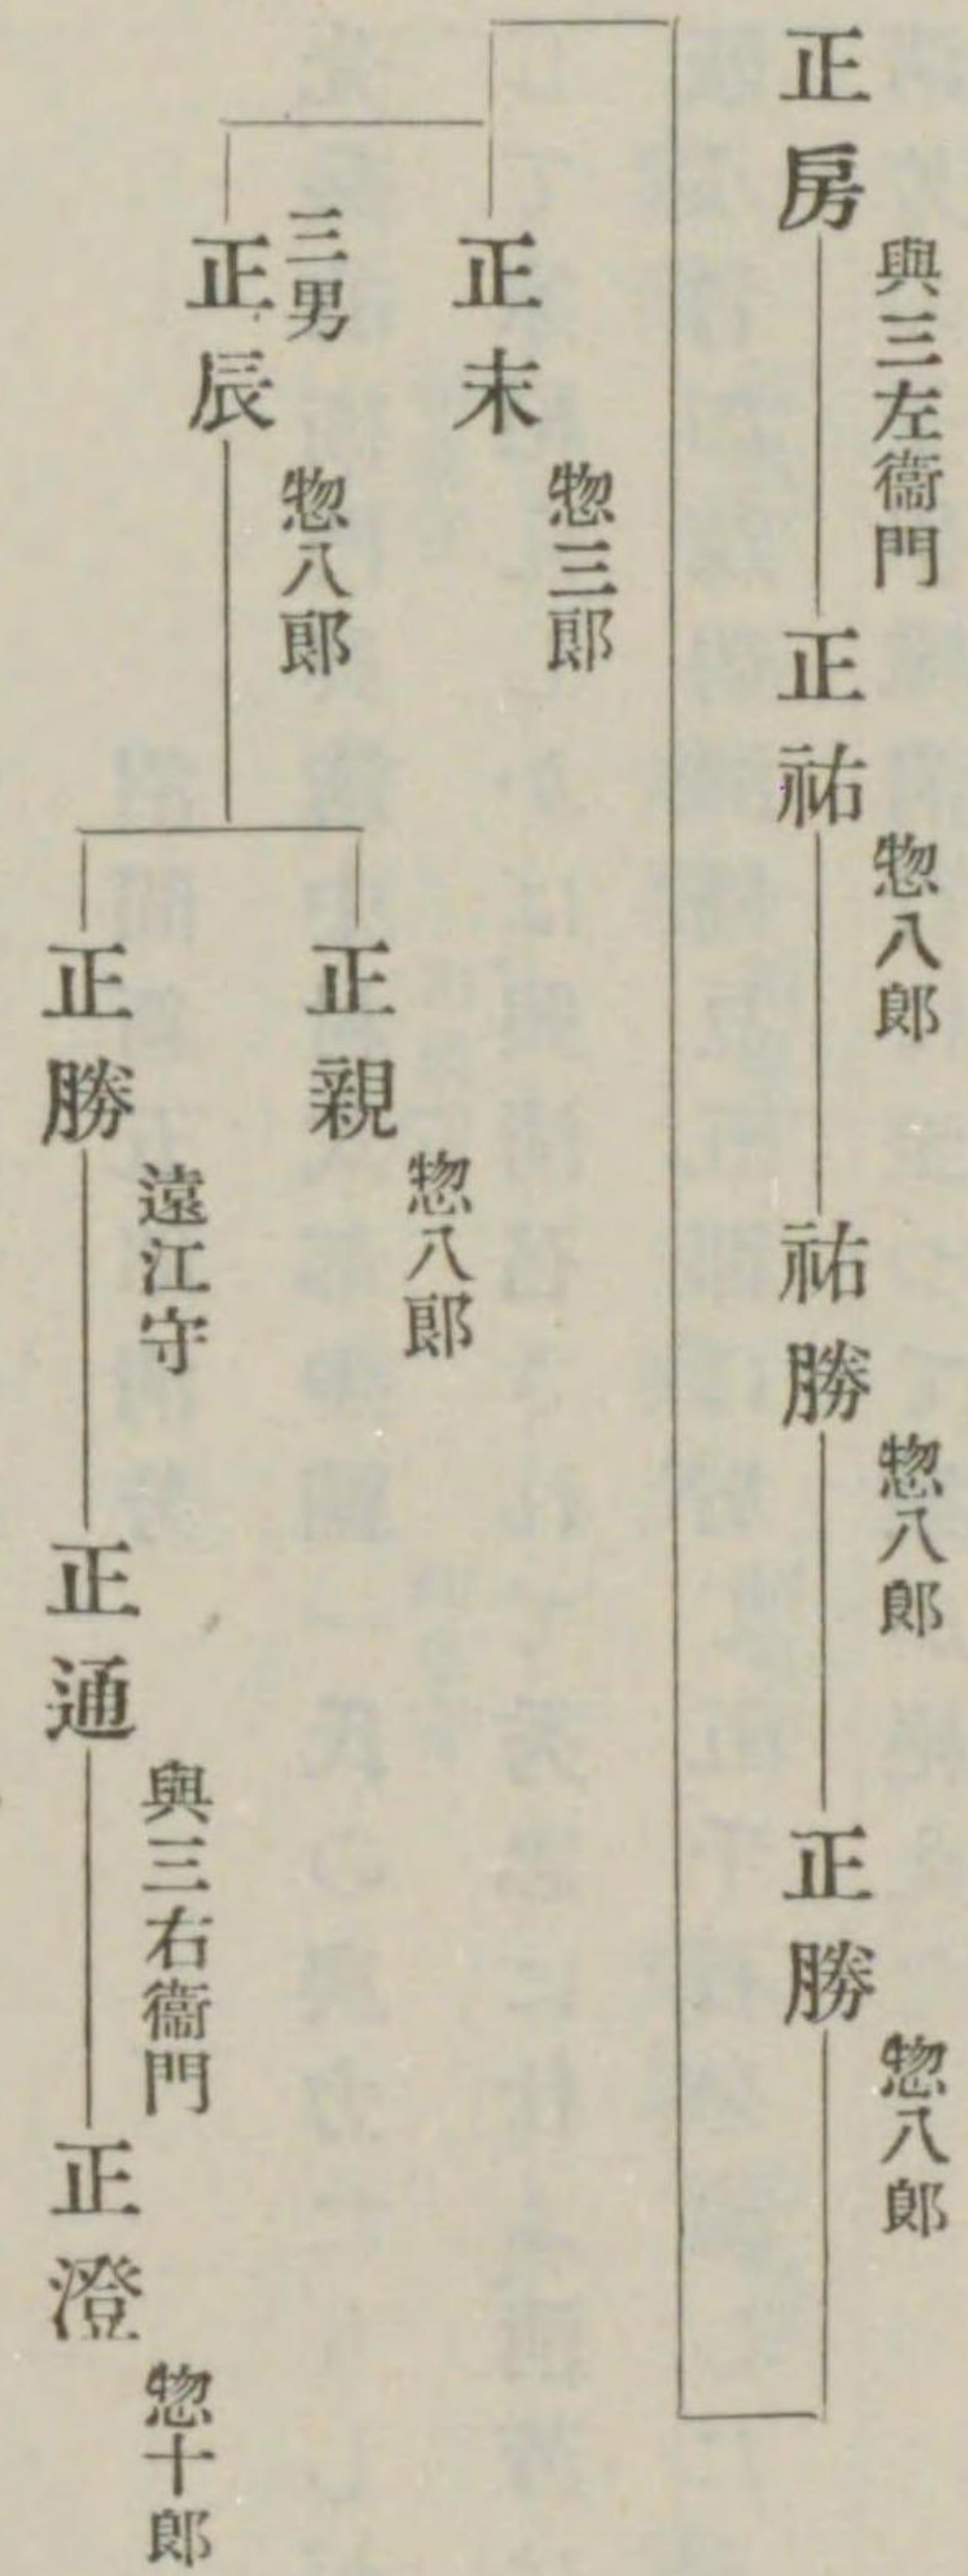 正房
與三左衞門
正祐
惣八郎
祐勝
惣八郎
正勝
惣八郎
正末
惣三郎
三男
正辰
惣八郎
正親
惣八郎
正勝
遠江守
正通
與三右衞門
正澄
惣十郎